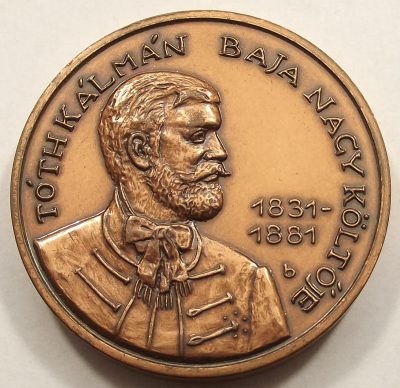 TÓTH KÁLMÁN BAJA NAGY KÖLTŐJE
1831-
1881
b